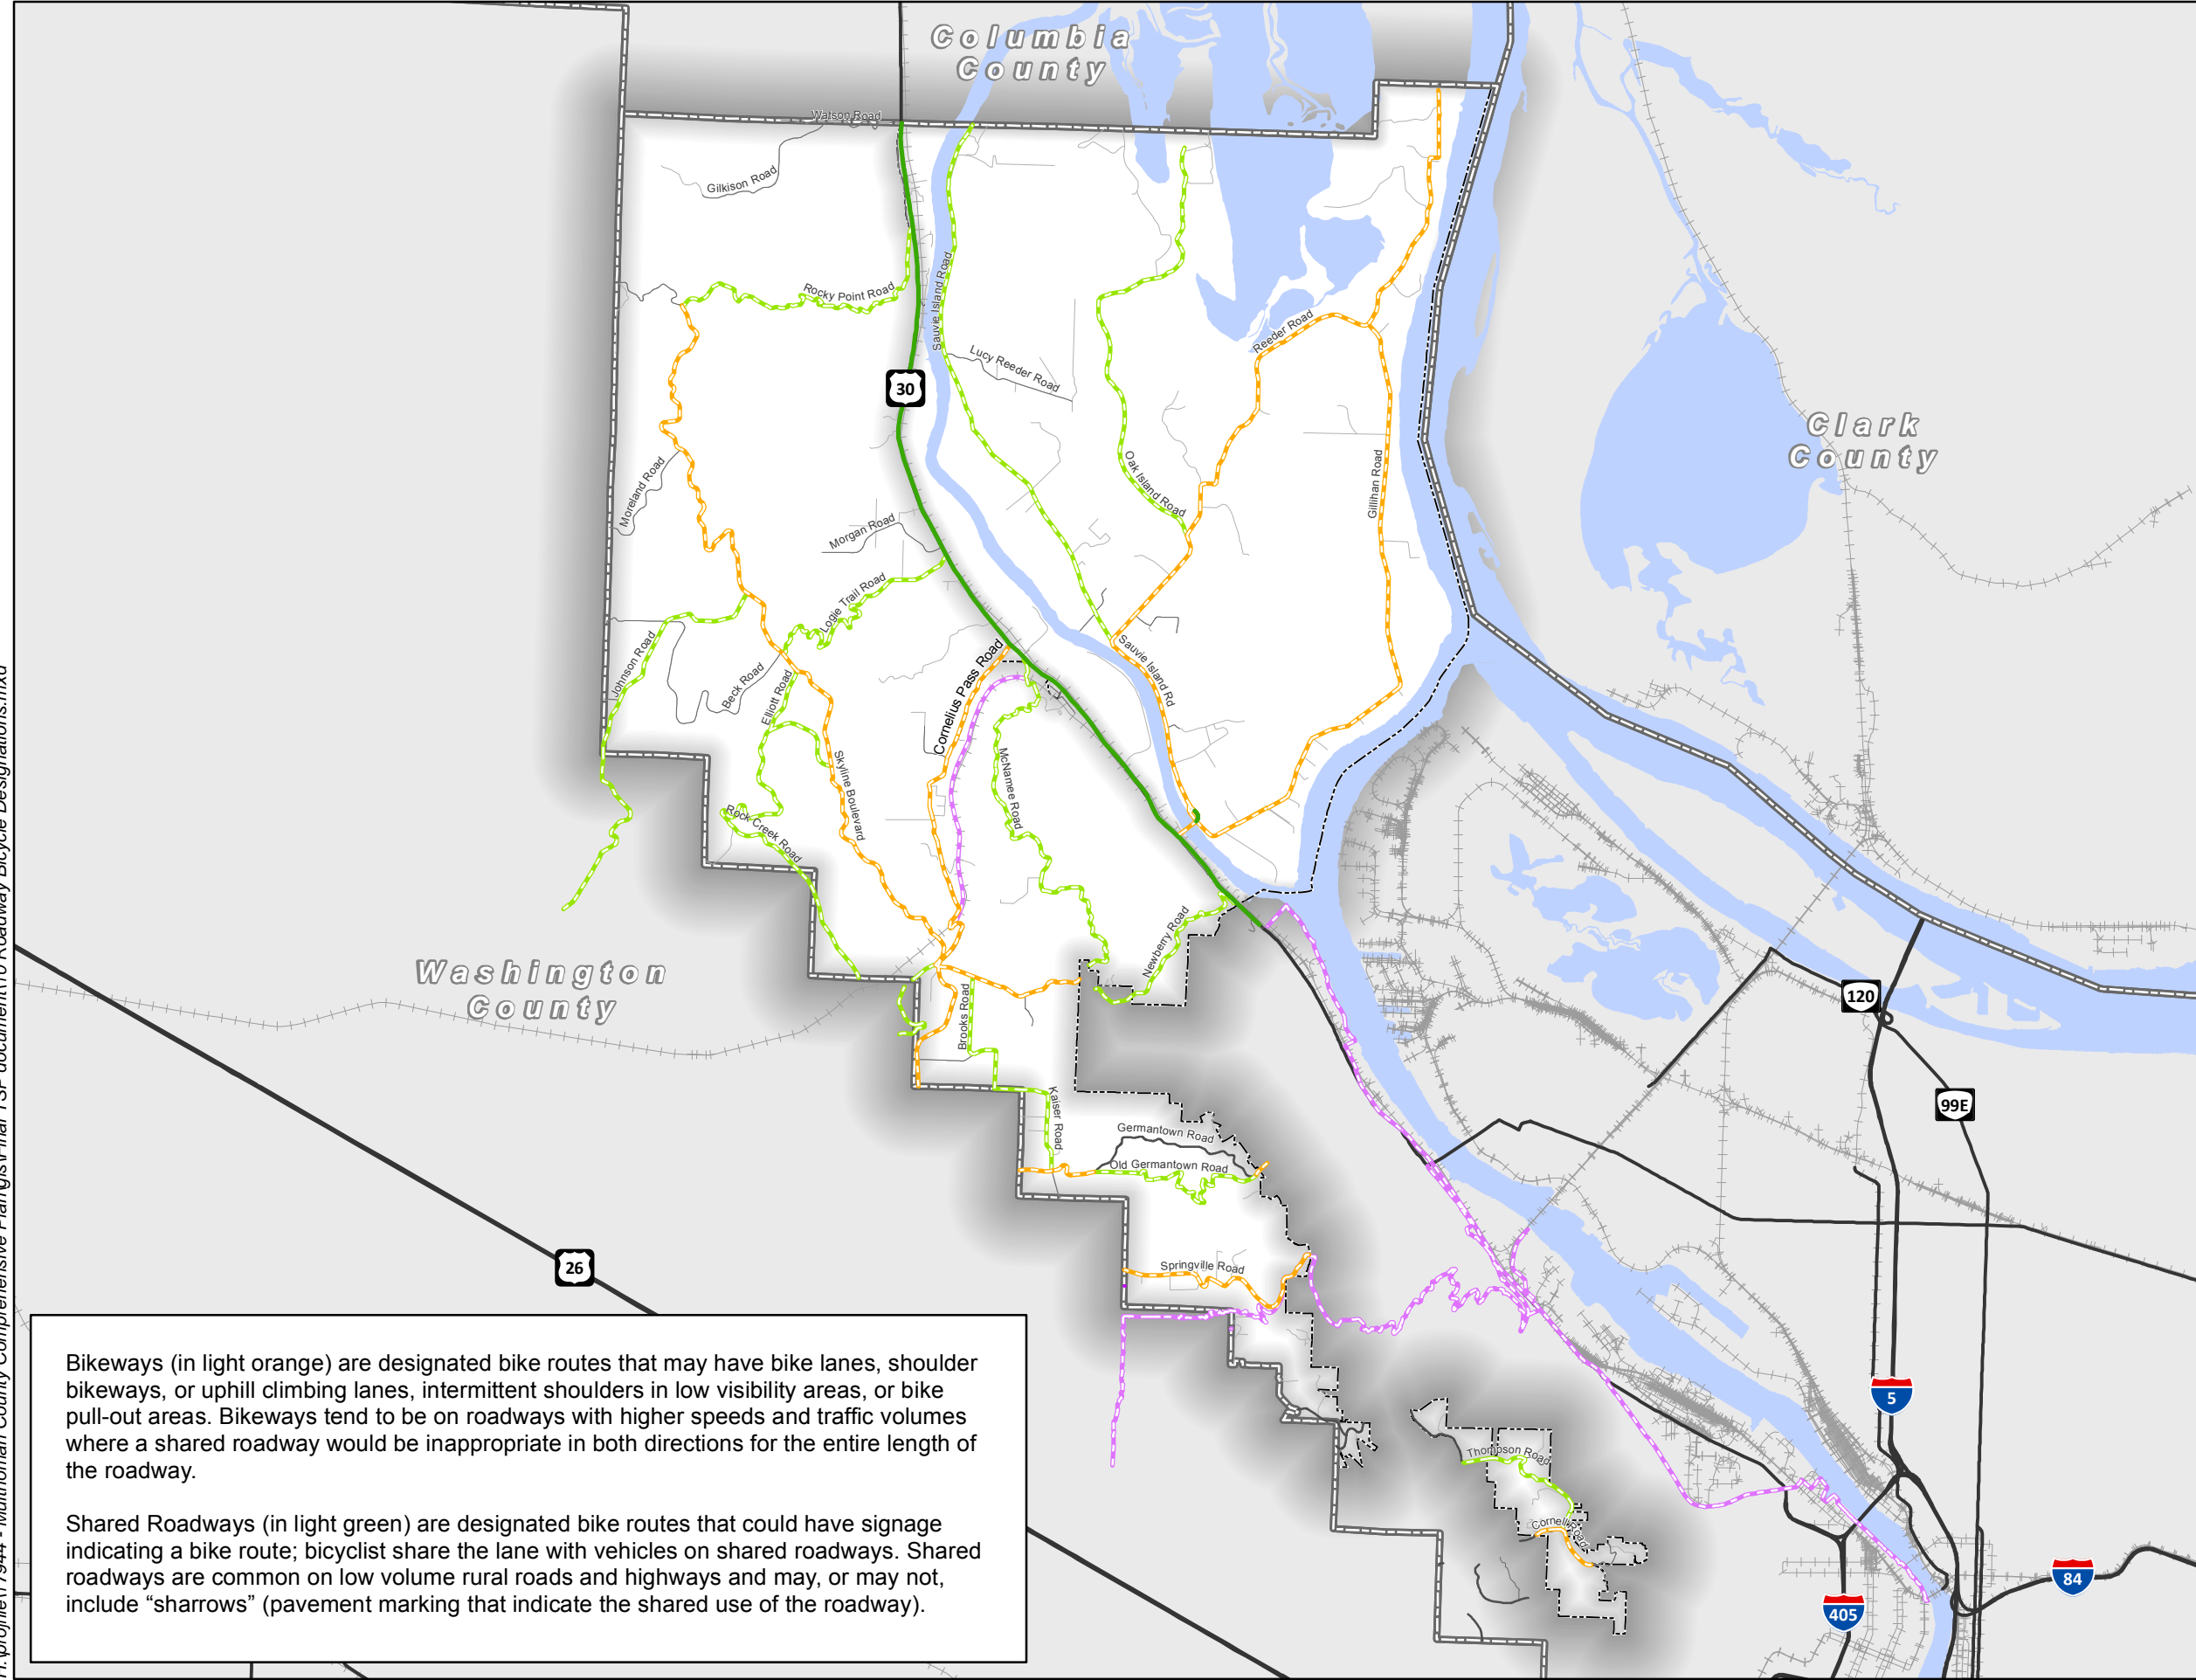 Columbia
County
Watson Road
Gilkison Road
Rocky Point Road
Sauvie Island Road
Lucy Reeder Road
Reeder Road
30
Clark
County
Oak Island Road
Gillihan Road
Moreland Road
Morgan Road
Logie Trail Road
Johnson Road
Beck Road
Elliott Road
Cornelius Pass Road
Sauvie Island Rd
McNamee Road
Skyline Boulevard
Rock Creek Road
Newberry Road
Washington
County
Brooks Road
120
99E
Kaiser Road
Germantown Road
Old Germantown Road
Springville Road
26
5
Thompson Road
Cornell Road
84
405
Bikeways (in light orange) are designated bike routes that may have bike lanes, shoulder
bikeways, or uphill climbing lanes, intermittent shoulders in low visibility areas, or bike
pull-out areas. Bikeways tend to be on roadways with higher speeds and traffic volumes
where a shared roadway would be inappropriate in both directions for the entire length of
the roadway.
Shared Roadways (in light green) are designated bike routes that could have signage
indicating a bike route; bicyclist share the lane with vehicles on shared roadways. Shared
roadways are common on low volume rural roads and highways and may, or may not,
include “sharrows” (pavement marking that indicate the shared use of the roadway).